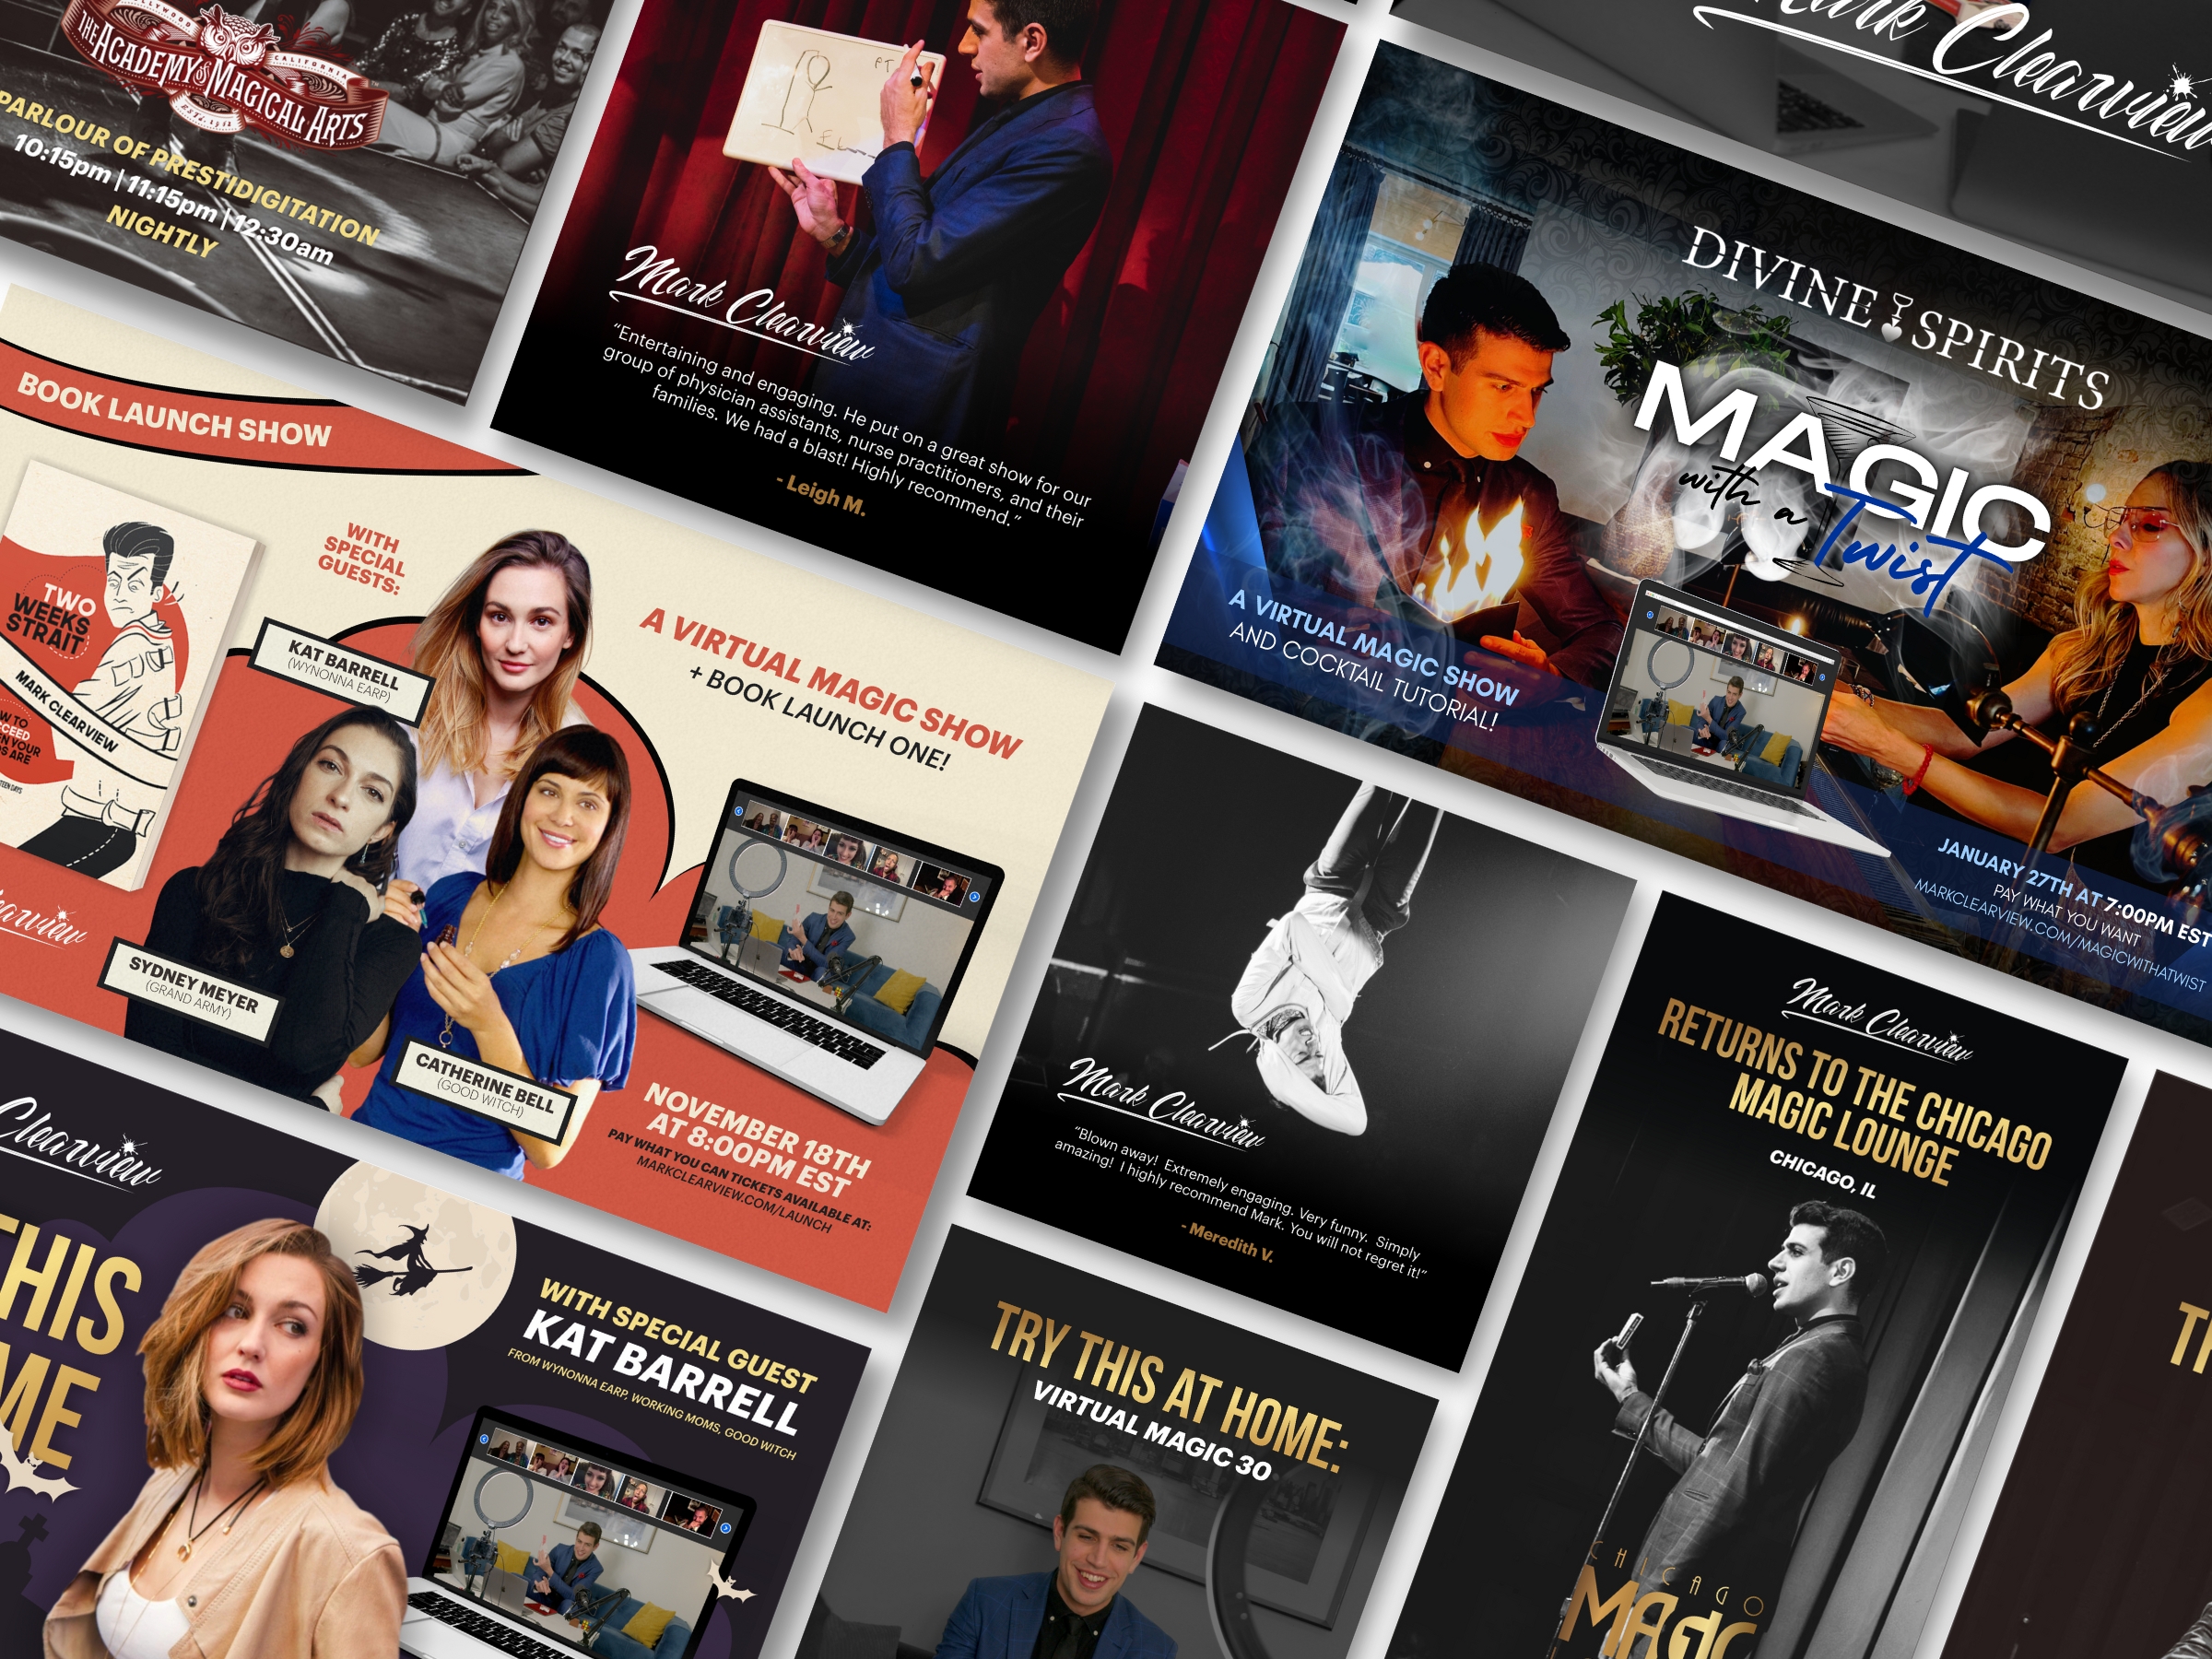 HOLLYWOOD CALIFORNIA
THE ACADEMY OF MAGICAL ARTS
PARLOUR OF PRESTIDIGITATION
10:15pm | 11:15pm | 12:30am
NIGHTLY
Mark Clearview
"Entertaining and engaging. He put on a great show for our
group of physician assistants, nurse practitioners, and their
families. We had a blast! Highly recommend."
- Leigh M.
Mark Clearview
DIVINE SPIRITS
MAGIC
with a
Twist
A VIRTUAL MAGIC SHOW
AND COCKTAIL TUTORIAL!
JANUARY 27TH AT 7:00PM EST
PAY WHAT YOU WANT
MARKCLEARVIEW.COM/MAGICWITHATWIST
BOOK LAUNCH SHOW
TWO
WEEKS
STRAIT
MARK CLEARVIEW
WITH
SPECIAL
GUESTS:
KAT BARRELL
(WYNONNA EARP)
SYDNEY MEYER
(GRAND ARMY)
CATHERINE BELL
(GOOD WITCH)
A VIRTUAL MAGIC SHOW
+ BOOK LAUNCH ONE!
NOVEMBER 18TH
AT 8:00PM EST
PAY WHAT YOU CAN TICKETS AVAILABLE AT:
MARKCLEARVIEW.COM/LAUNCH
Mark Clearview
"Blown away! Extremely engaging. Very funny. Simply
amazing! I highly recommend Mark. You will not regret it!"
- Meredith V.
Mark Clearview
RETURNS TO THE CHICAGO
MAGIC LOUNGE
CHICAGO, IL
CHICAGO
MAGIC
Clearview
THIS
ME
WITH SPECIAL GUEST
KAT BARRELL
FROM WYNONNA EARP, WORKING MOMS, GOOD WITCH
TRY THIS AT HOME:
VIRTUAL MAGIC 30